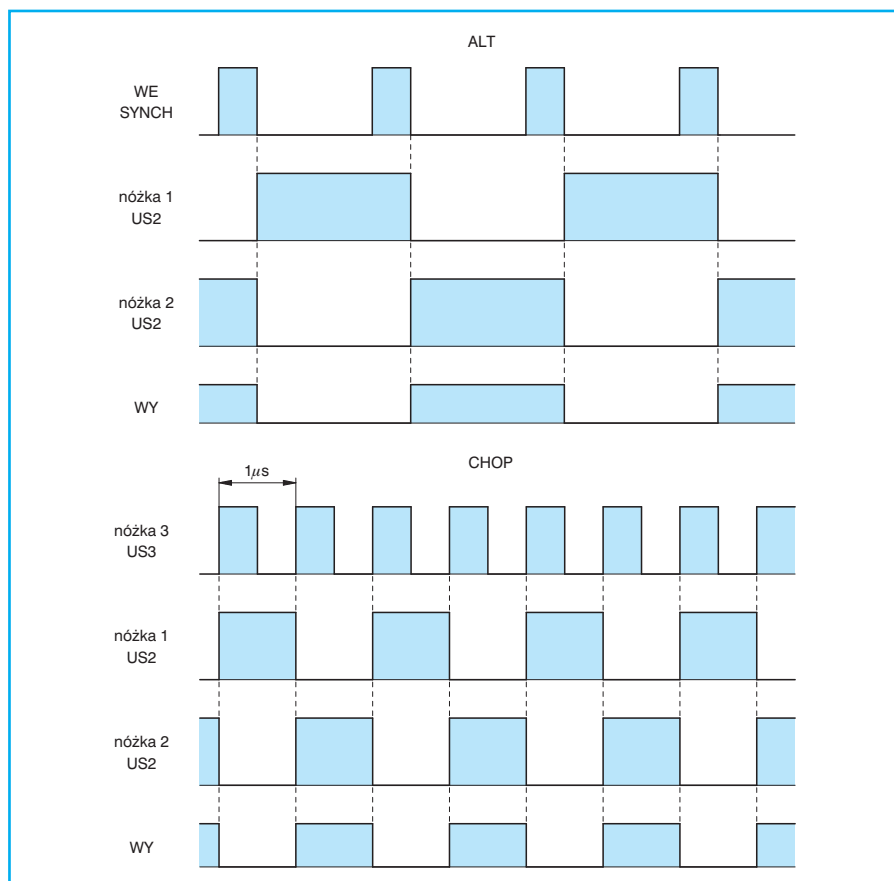 ALT
WE
SYNCH
nóżka 1
US2
nóżka 2
US2
WY
CHOP
1μs
nóżka 3
US3
nóżka 1
US2
nóżka 2
US2
WY